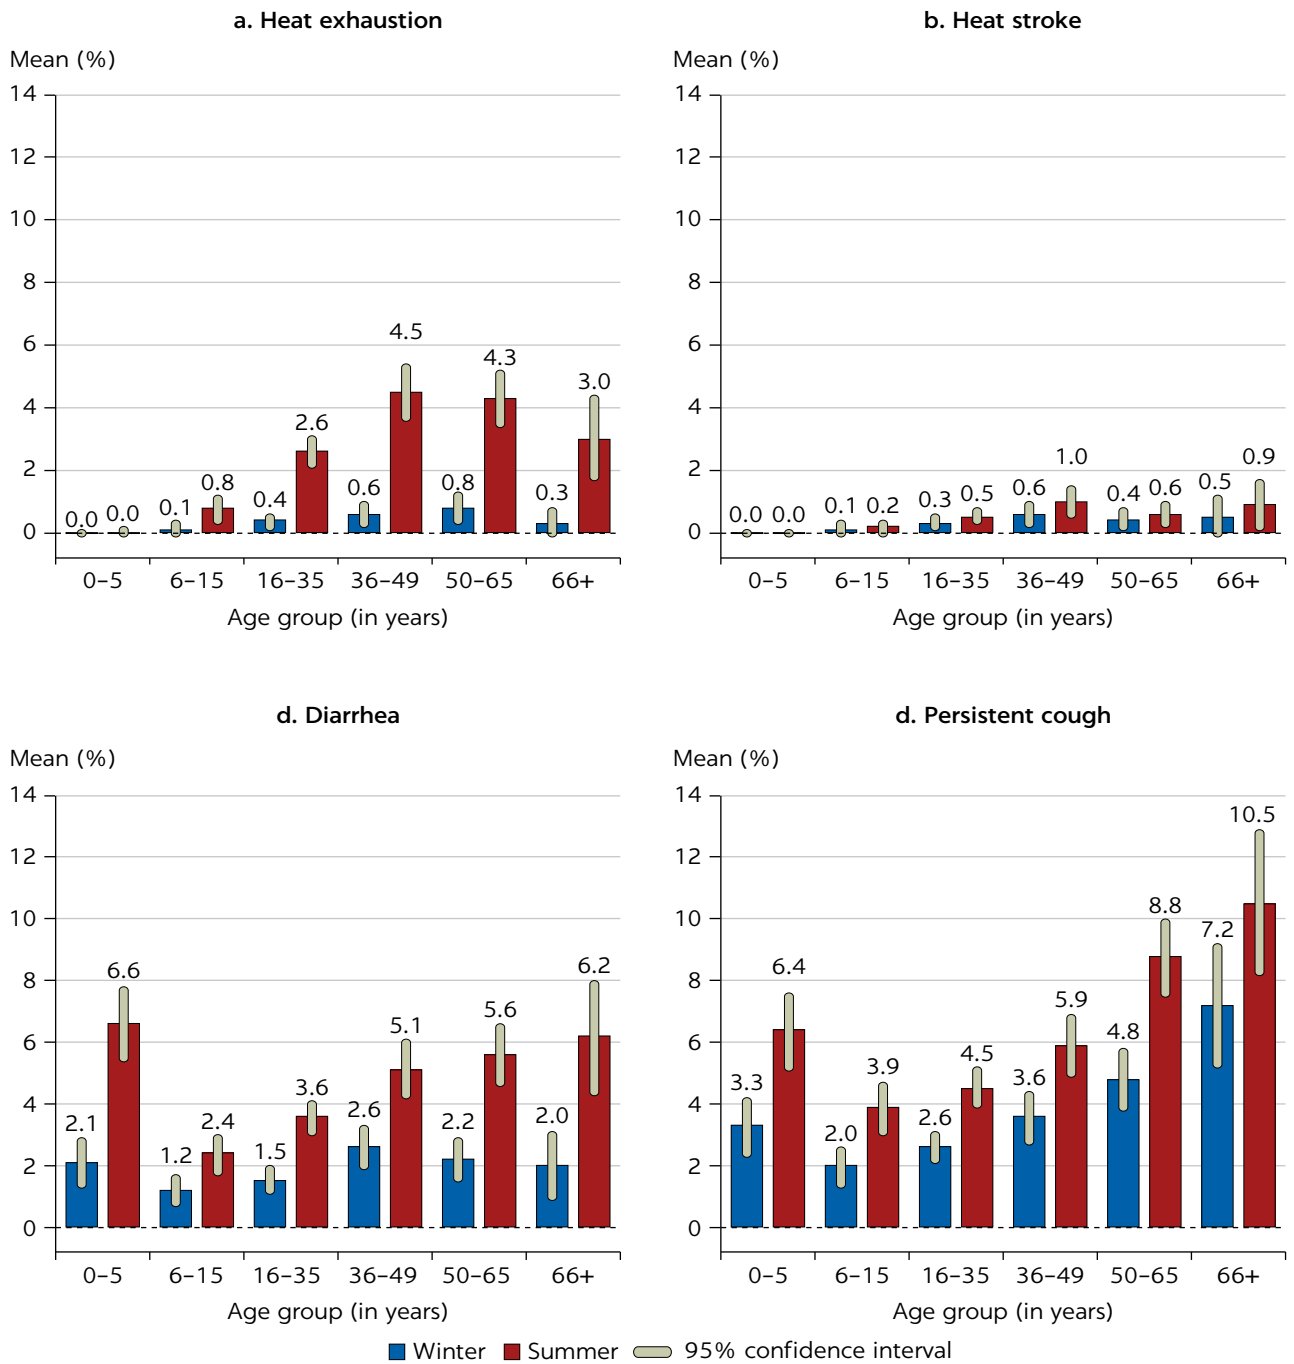 a. Heat exhaustion
Mean (%)
14
12
10
8
6
4
2
0
0.0 0.0 0.1 0.8 0.4 2.6 0.6 4.5 0.8 4.3 0.3 3.0
0–5 6–15 16–35 36–49 50–65 66+
Age group (in years)
b. Heat stroke
Mean (%)
14
12
10
8
6
4
2
0
0.0 0.0 0.1 0.2 0.3 0.5 0.6 1.0 0.4 0.6 0.5 0.9
0–5 6–15 16–35 36–49 50–65 66+
Age group (in years)
d. Diarrhea
Mean (%)
14
12
10
8
6
4
2
0
2.1 6.6 1.2 2.4 1.5 3.6 2.6 5.1 2.2 5.6 2.0 6.2
0–5 6–15 16–35 36–49 50–65 66+
Age group (in years)
d. Persistent cough
Mean (%)
14
12
10
8
6
4
2
0
3.3 6.4 2.0 3.9 2.6 4.5 3.6 5.9 4.8 8.8 7.2 10.5
0–5 6–15 16–35 36–49 50–65 66+
Age group (in years)
Winter Summer 95% confidence interval